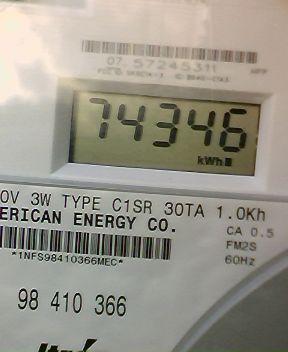 07 57245311
74346
kWh
0V 3W TYPE C1SR 30TA 1.0Kh
ERICAN ENERGY CO.
CA 0.5
FM2S
*1NFS98410366MEC*
60Hz
98 410 366